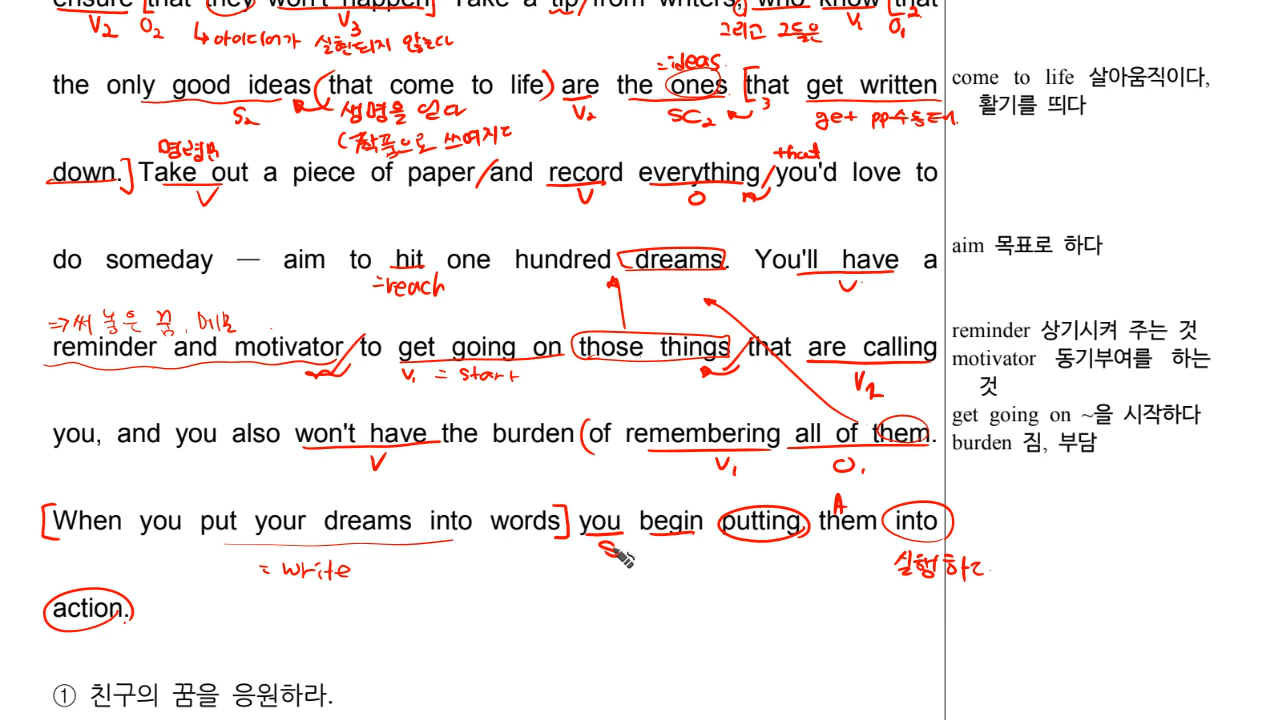 ensure that they won't happen] Take a tip from writers, who know that
V2 O2 V3 V1 O1
↳아이디어가 실현되지 않는다 그리고 그들은
=ideas
the only good ideas (that come to life) are the ones [that get written
S2 생명을 얻다 V2 SC2 get pp수동태
(작품으로 쓰여지다
come to life 살아움직이다,
활기를 띄다
명령문 that
down.] Take out a piece of paper / and record everything / you'd love to
V V O
do someday — aim to hit one hundred dreams. You'll have a
=reach V
aim 목표로 하다
=>써 놓은 꿈, 메모
reminder and motivator to get going on those things that are calling
V1 = start V2
reminder 상기시켜 주는 것
motivator 동기부여를 하는
것
get going on ~을 시작하다
burden 짐, 부담
you, and you also won't have the burden (of remembering all of them.
V V1 O1
A
[When you put your dreams into words] you begin putting them into
= write S 실행하다
action.
① 친구의 꿈을 응원하라.